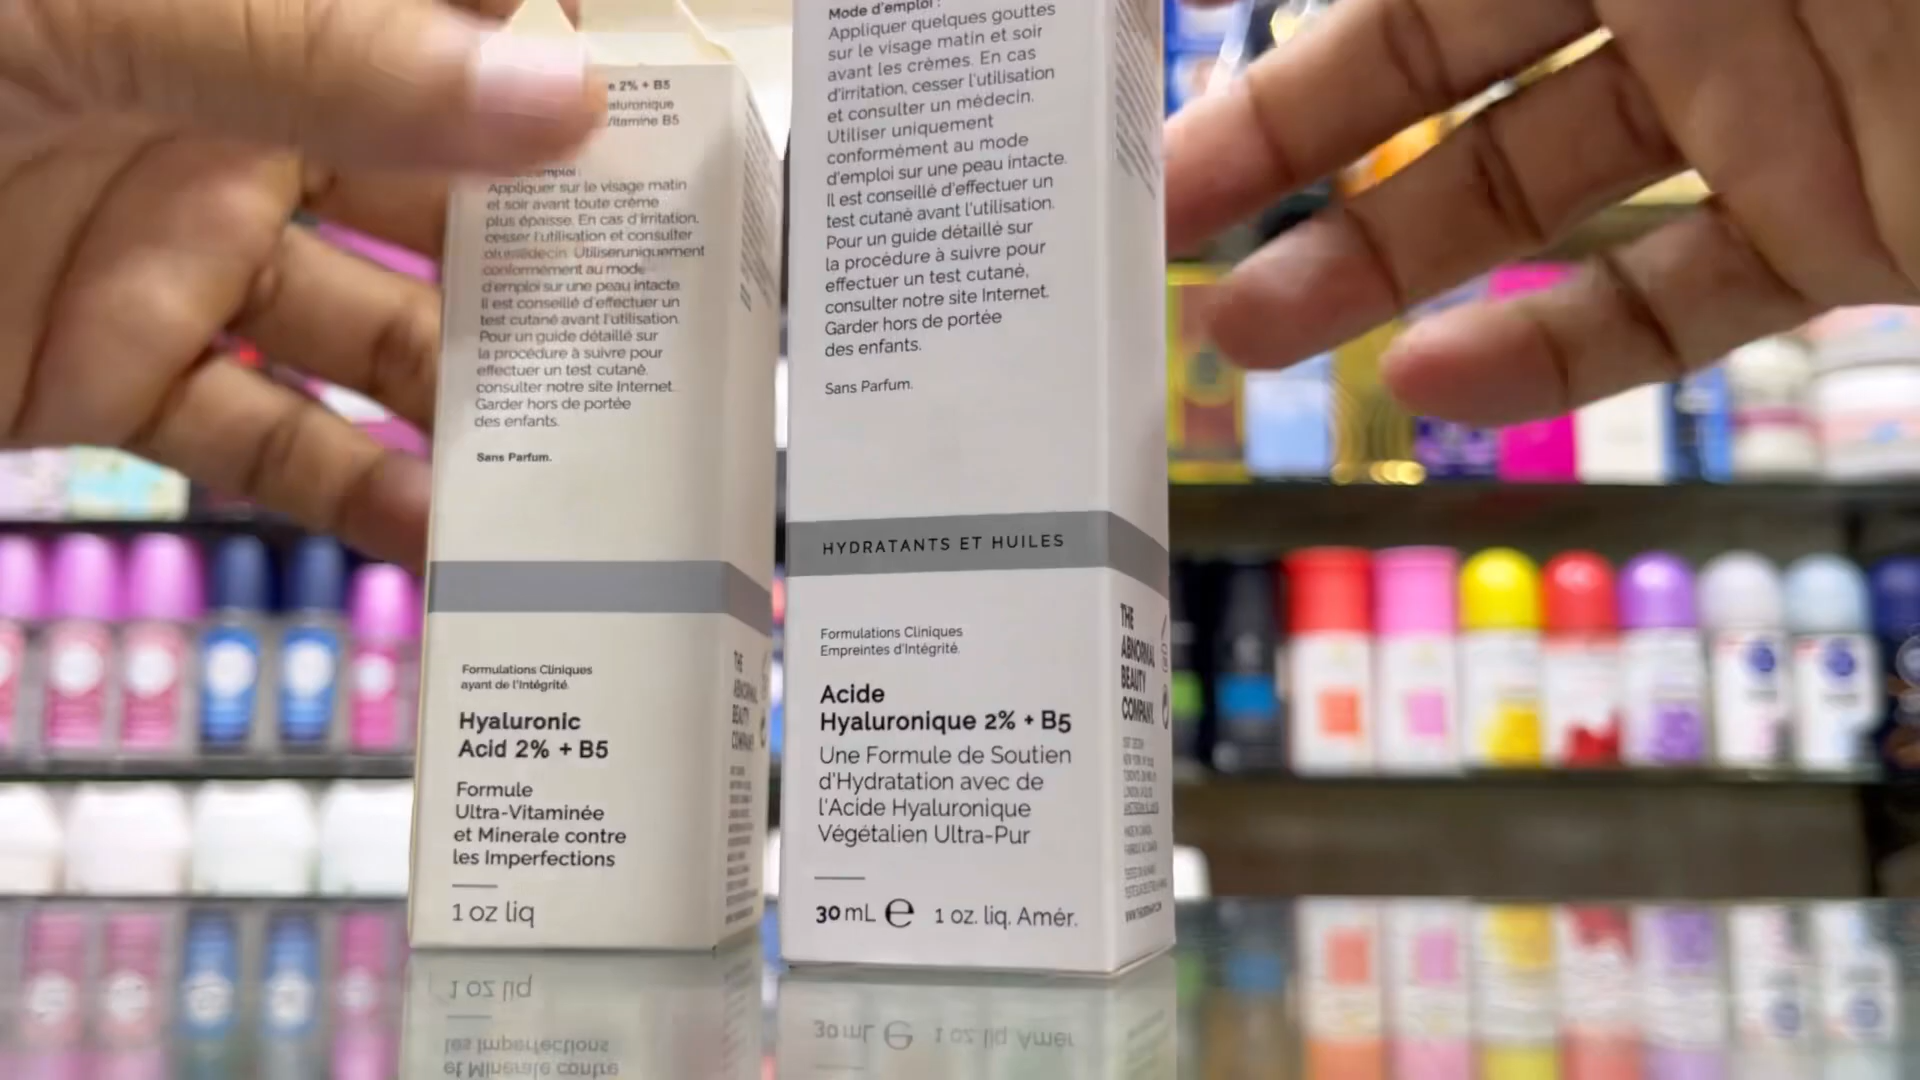 e 2% + B5
aluronique
Vitamine B5
emploi:
Appliquer sur le visage matin
et soir avant toute crème
plus épaisse. En cas d'irritation,
cesser l'utilisation et consulter
Utiliseruniquement
conformément au mode
d'emploi sur une peau intacte.
Il est conseillé d'effectuer un
test cutané avant l'utilisation.
Pour un guide détaillé sur
la procédure à suivre pour
effectuer un test cutané,
consulter notre site Internet.
Garder hors de portée
des enfants.
Sans Parfum.
Formulations Cliniques
ayant de l'Intégrité.
Hyaluronic
Acid 2% + B5
Formule
Ultra-Vitaminée
et Minerale contre
les Imperfections
1 oz liq
THE
ABNORMAL
BEAUTY
COMPANY.
Mode d'emploi :
Appliquer quelques gouttes
sur le visage matin et soir
avant les crèmes. En cas
d'irritation, cesser l'utilisation
et consulter un médecin.
Utiliser uniquement
conformément au mode
d'emploi sur une peau intacte.
Il est conseillé d'effectuer un
test cutané avant l'utilisation.
Pour un guide détaillé sur
la procédure à suivre pour
effectuer un test cutané,
consulter notre site Internet.
Garder hors de portée
des enfants.
Sans Parfum.
HYDRATANTS ET HUILES
Formulations Cliniques
Empreintes d'Intégrité.
Acide
Hyaluronique 2% + B5
Une Formule de Soutien
d'Hydratation avec de
l'Acide Hyaluronique
Végétalien Ultra-Pur
30 mL ℮ 1 oz. liq. Amér.
THE
ABNORMAL
BEAUTY
COMPANY.